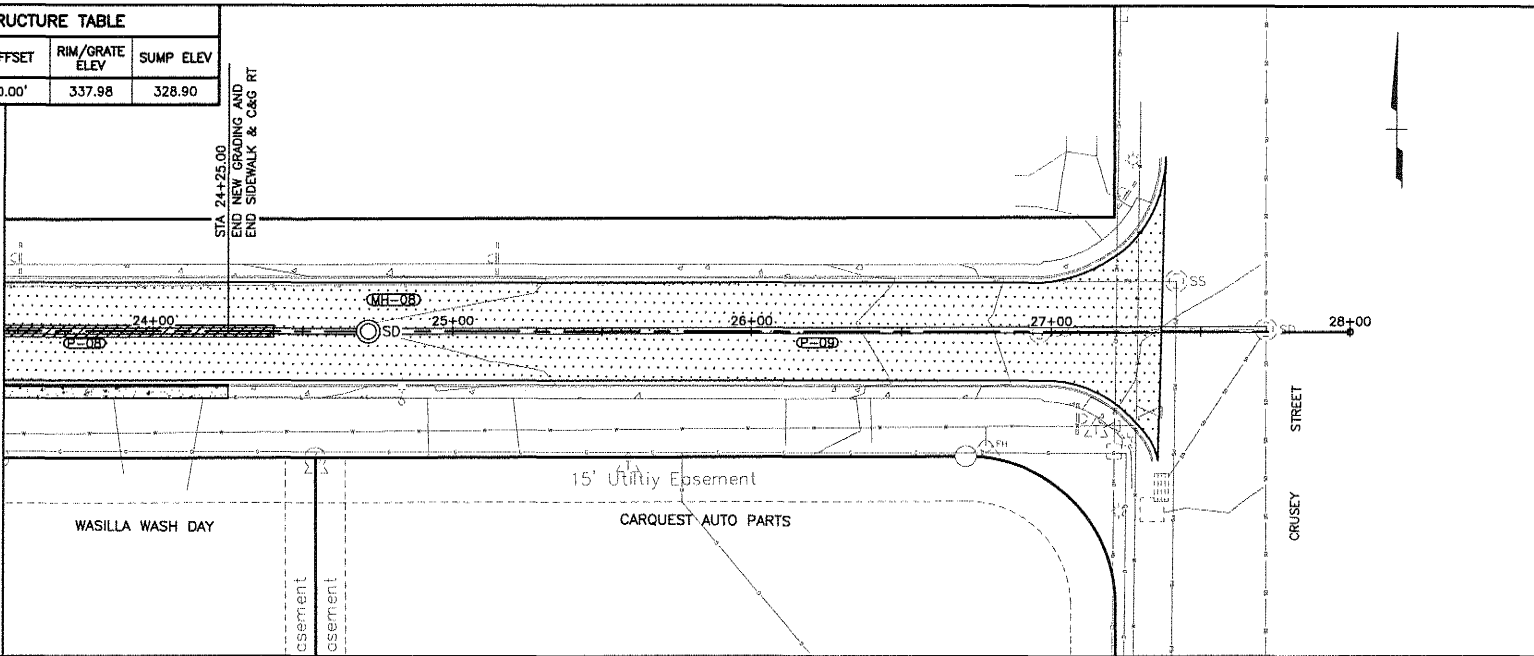 RUCTURE TABLE
FFSET RIM/GRATE ELEV SUMP ELEV
0.00' 337.98 328.90
STA 24+25.00
END NEW GRADING AND
END SIDEWALK & C&G RT
MH-08
SS
24+00 SD 25+00 26+00 27+00 SD 28+00
P-08 P-09
FH
15' Utiltiy Easement
WASILLA WASH DAY
CARQUEST AUTO PARTS
CRUSEY STREET
asement
asement